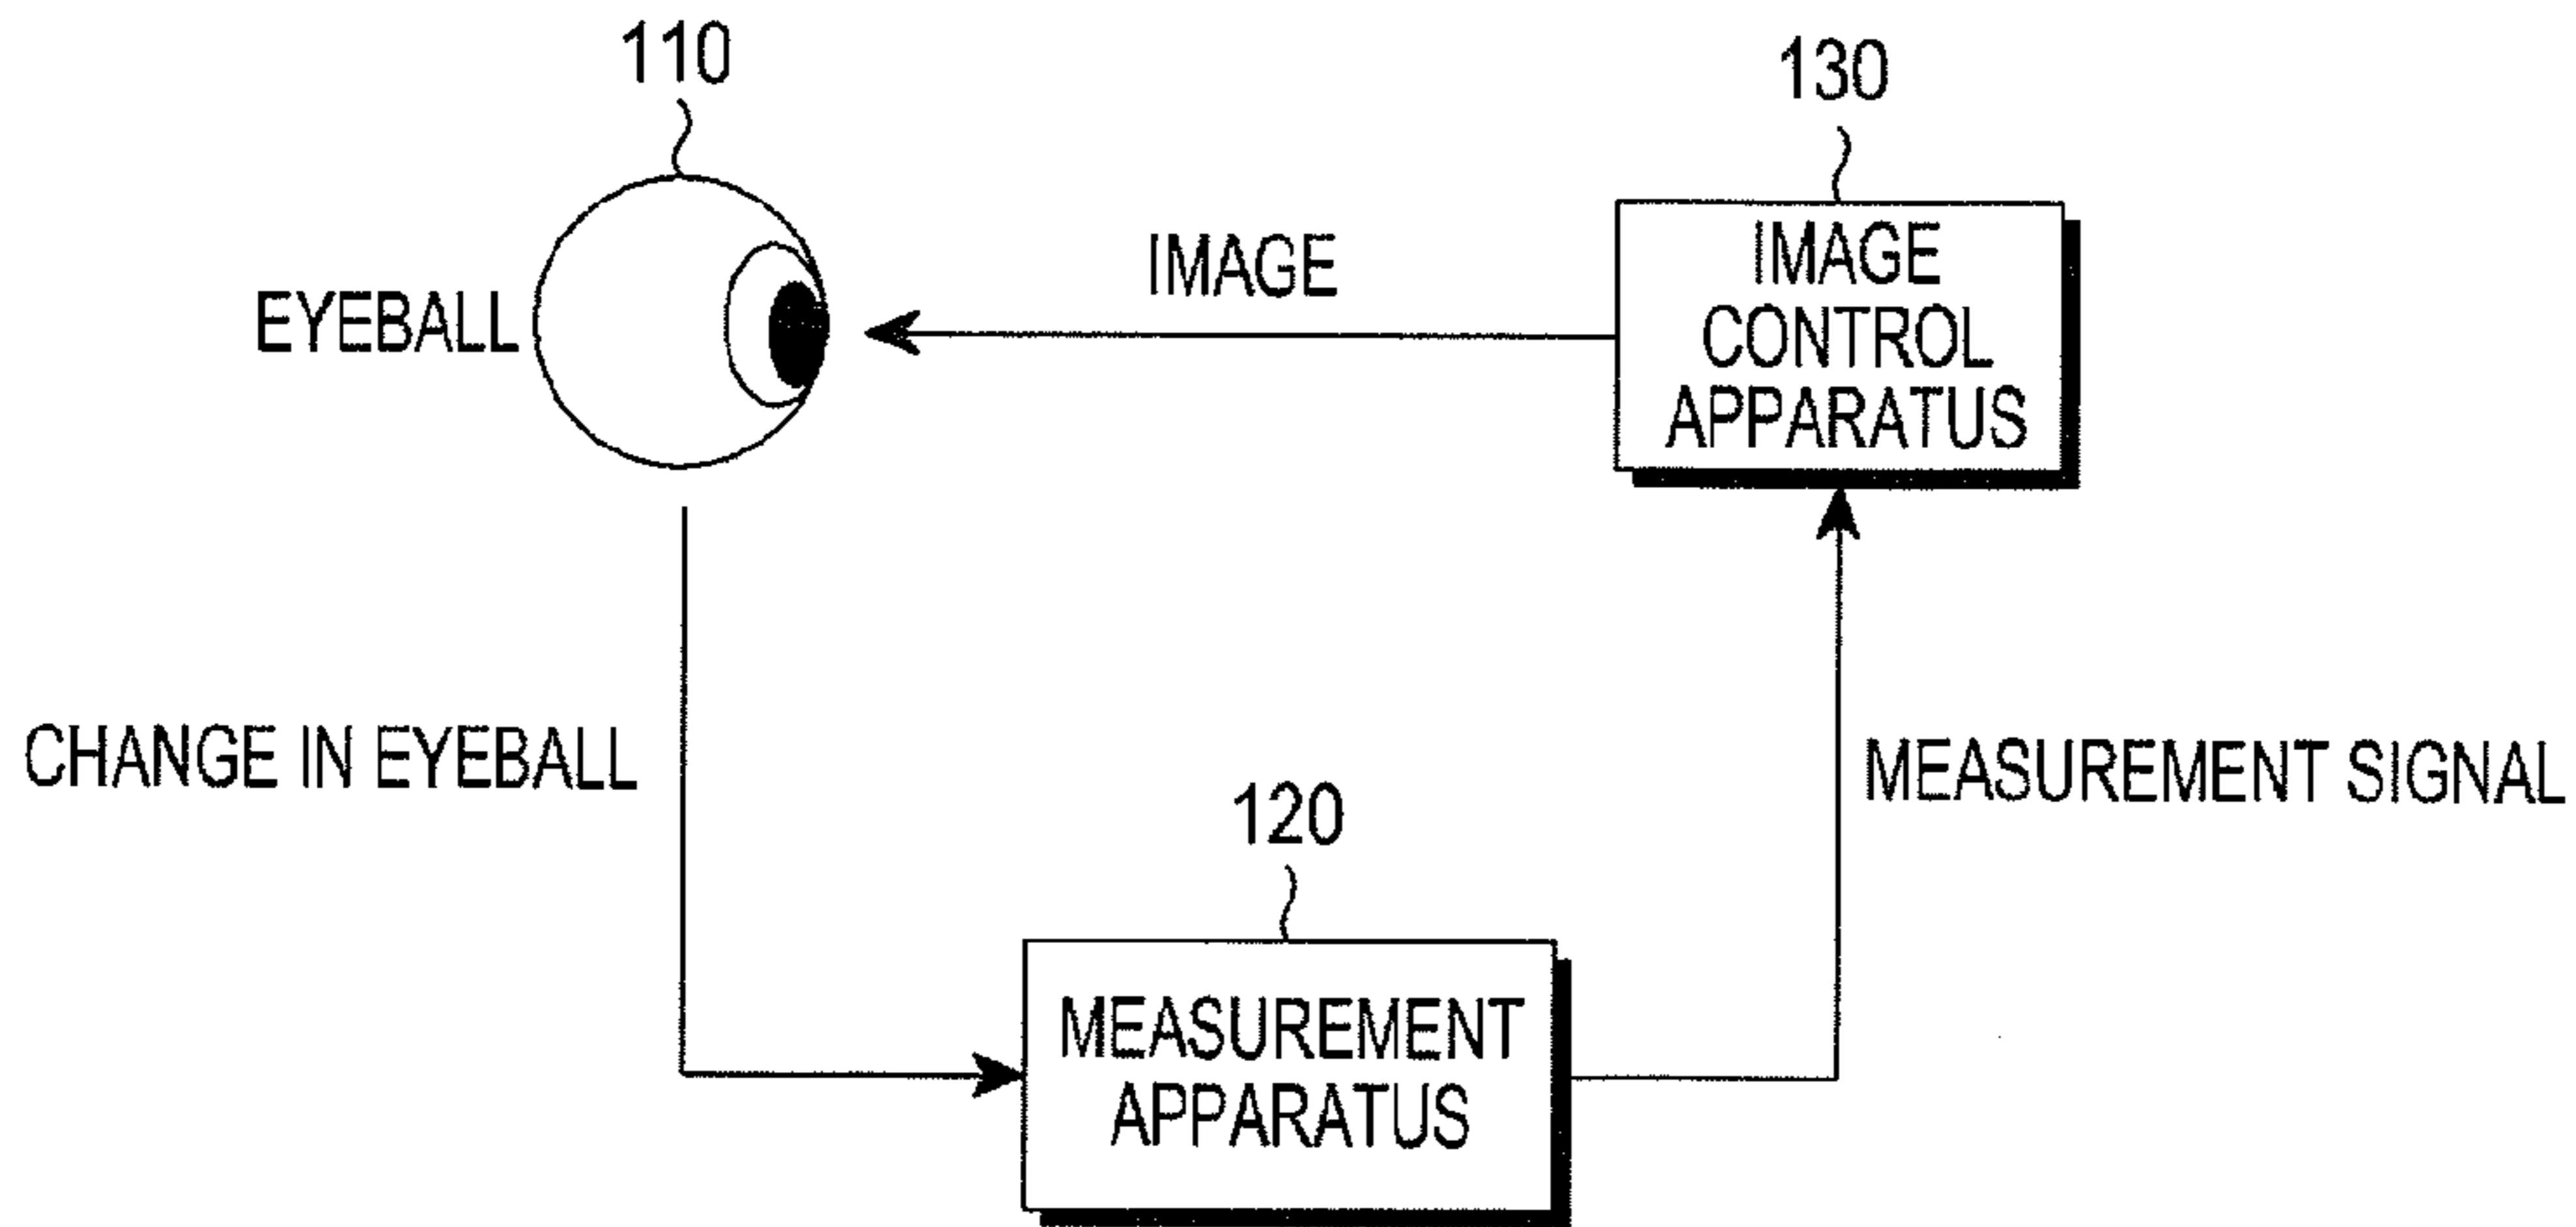 110
130
IMAGE
EYEBALL
IMAGE
CONTROL
APPARATUS
CHANGE IN EYEBALL
MEASUREMENT SIGNAL
120
MEASUREMENT
APPARATUS